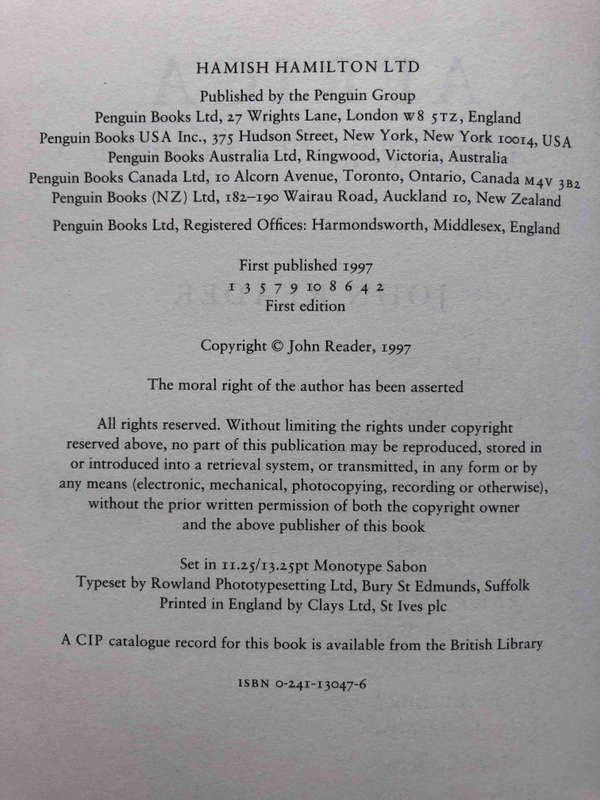 HAMISH HAMILTON LTD
Published by the Penguin Group
Penguin Books Ltd, 27 Wrights Lane, London W8 5TZ, England
Penguin Books USA Inc., 375 Hudson Street, New York, New York 10014, USA
Penguin Books Australia Ltd, Ringwood, Victoria, Australia
Penguin Books Canada Ltd, 10 Alcorn Avenue, Toronto, Ontario, Canada M4V 3B2
Penguin Books (NZ) Ltd, 182–190 Wairau Road, Auckland 10, New Zealand
Penguin Books Ltd, Registered Offices: Harmondsworth, Middlesex, England
First published 1997
1 3 5 7 9 10 8 6 4 2
First edition
Copyright © John Reader, 1997
The moral right of the author has been asserted
All rights reserved. Without limiting the rights under copyright
reserved above, no part of this publication may be reproduced, stored in
or introduced into a retrieval system, or transmitted, in any form or by
any means (electronic, mechanical, photocopying, recording or otherwise),
without the prior written permission of both the copyright owner
and the above publisher of this book
Set in 11.25/13.25pt Monotype Sabon
Typeset by Rowland Phototypesetting Ltd, Bury St Edmunds, Suffolk
Printed in England by Clays Ltd, St Ives plc
A CIP catalogue record for this book is available from the British Library
ISBN 0-241-13047-6